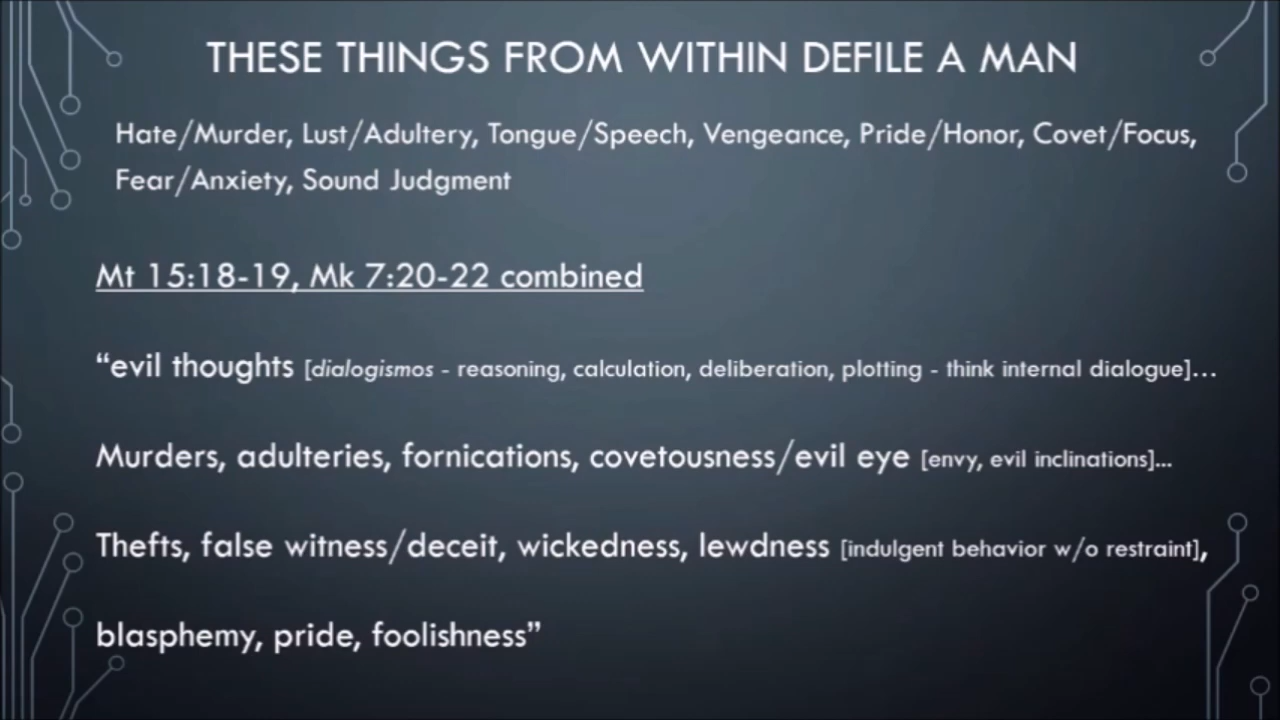 THESE THINGS FROM WITHIN DEFILE A MAN
Hate/Murder, Lust/Adultery, Tongue/Speech, Vengeance, Pride/Honor, Covet/Focus,
Fear/Anxiety, Sound Judgment
Mt 15:18-19, Mk 7:20-22 combined
“evil thoughts [dialogismos - reasoning, calculation, deliberation, plotting - think internal dialogue]…
Murders, adulteries, fornications, covetousness/evil eye [envy, evil inclinations]...
Thefts, false witness/deceit, wickedness, lewdness [indulgent behavior w/o restraint],
blasphemy, pride, foolishness”